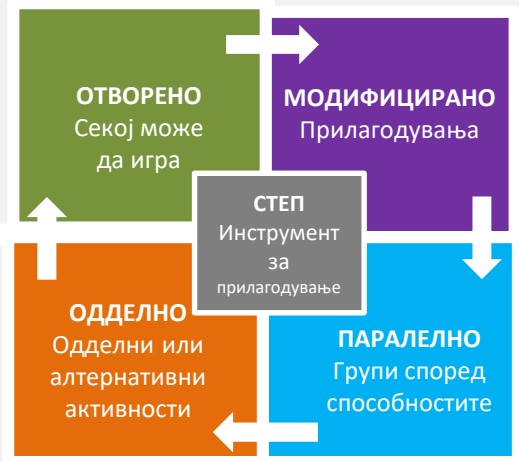 ОТВОРЕНО
Секој може
да игра
МОДИФИЦИРАНО
Прилагодувања
СТЕП
Инструмент
за
прилагодување
ОДДЕЛНО
Одделни или
алтернативни
активности
ПАРАЛЕЛНО
Групи според
способностите